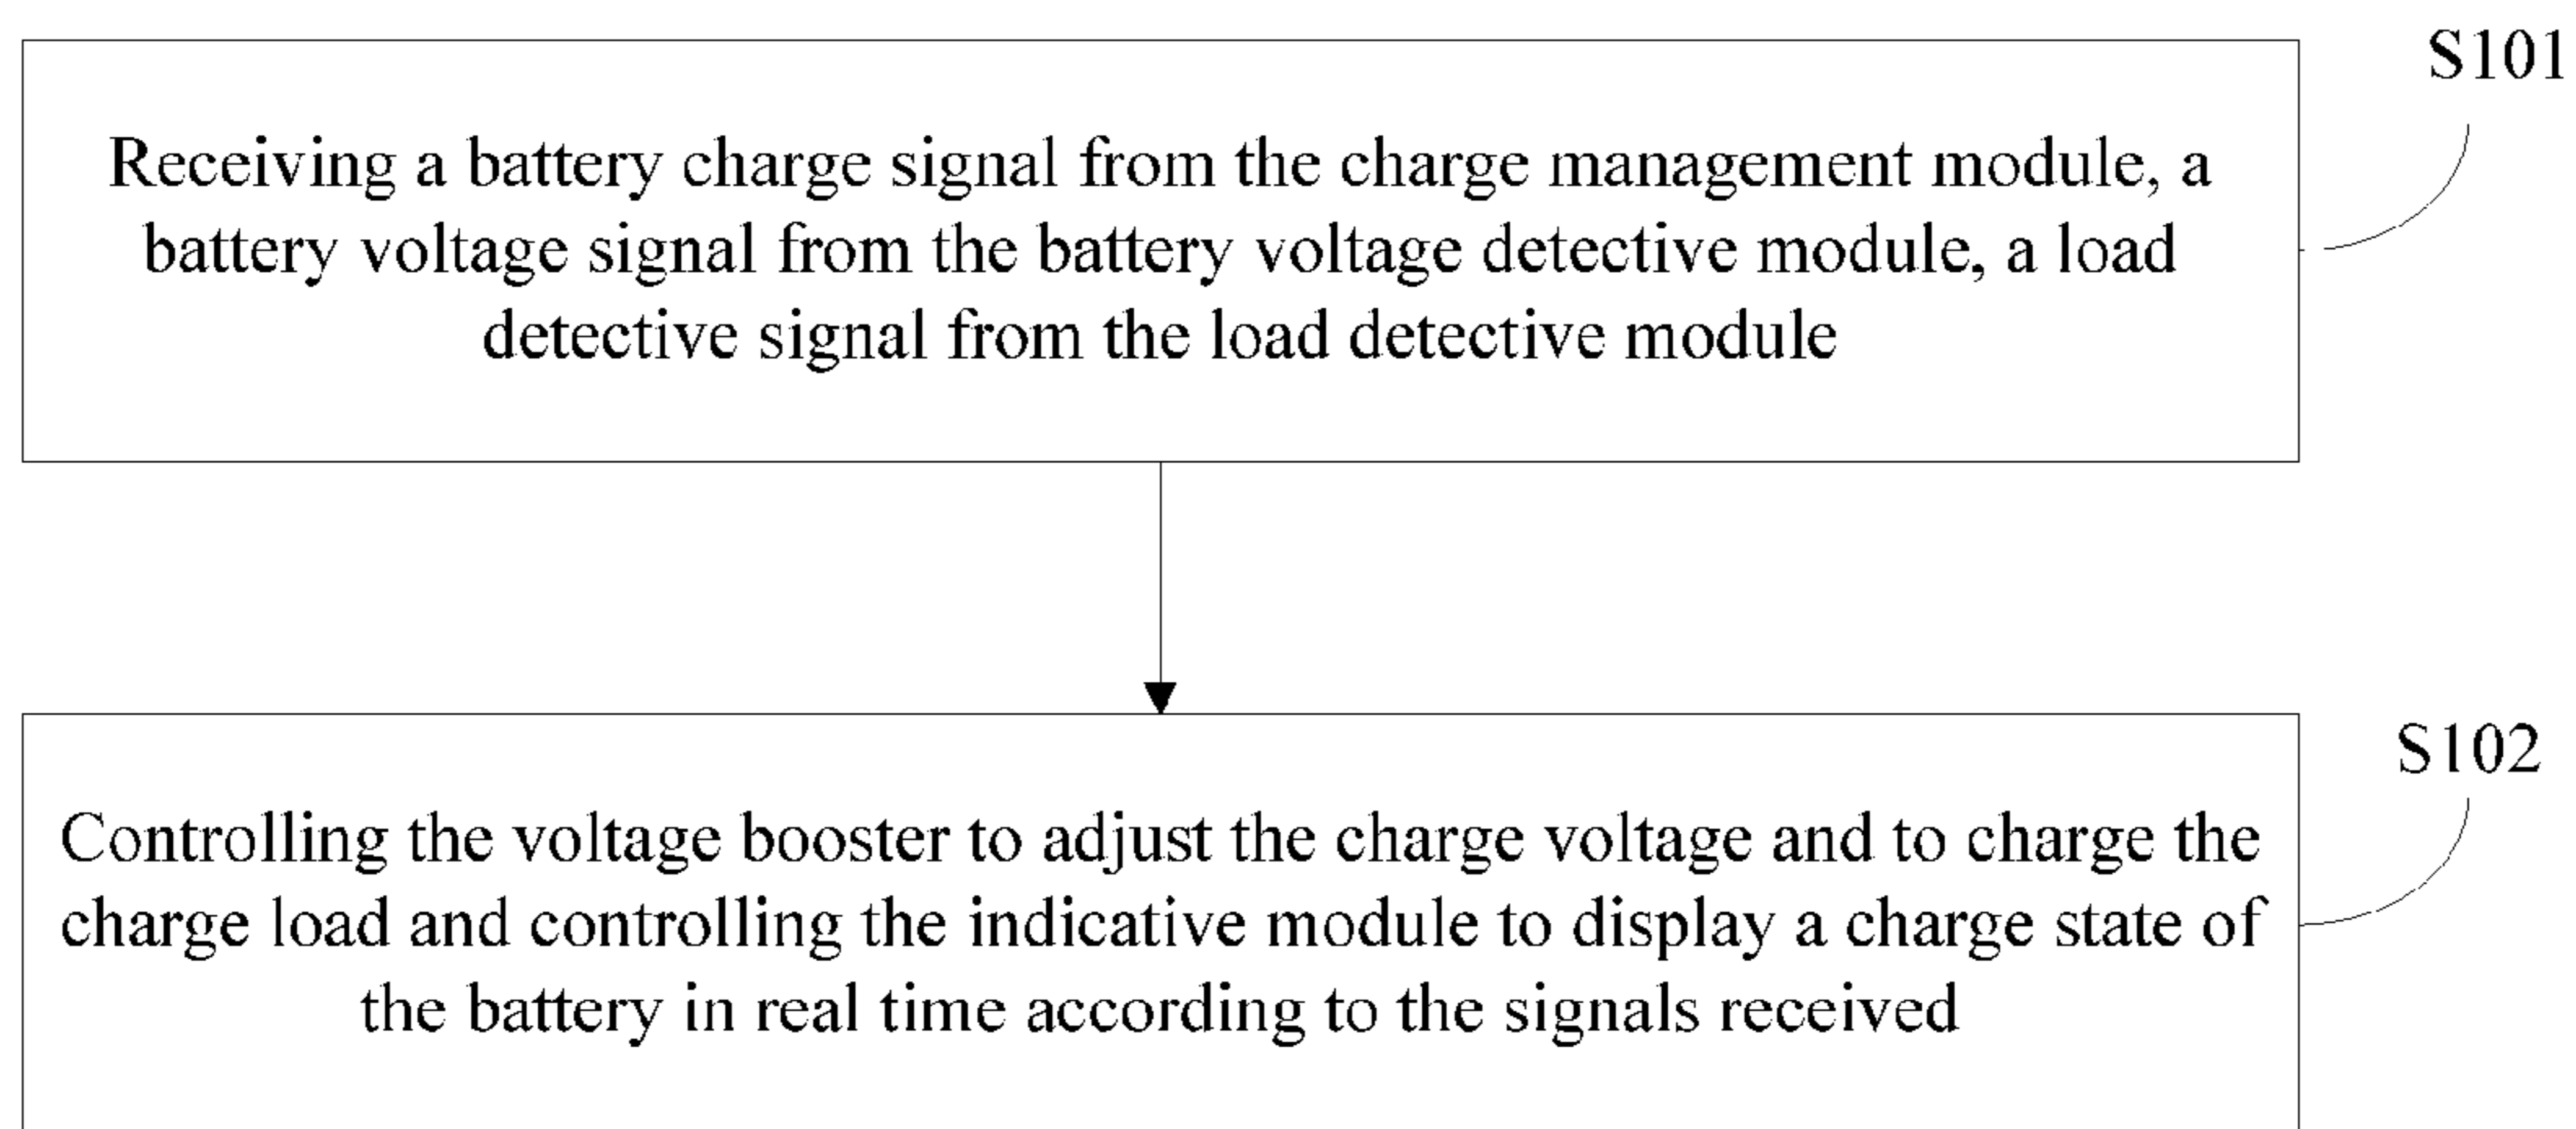 S101
Receiving a battery charge signal from the charge management module, a
battery voltage signal from the battery voltage detective module, a load
detective signal from the load detective module
S102
Controlling the voltage booster to adjust the charge voltage and to charge the
charge load and controlling the indicative module to display a charge state of
the battery in real time according to the signals received